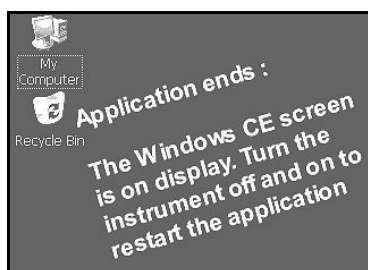 My
Computer
Recycle Bin
Application ends :
The Windows CE screen
is on display. Turn the
instrument off and on to
restart the application